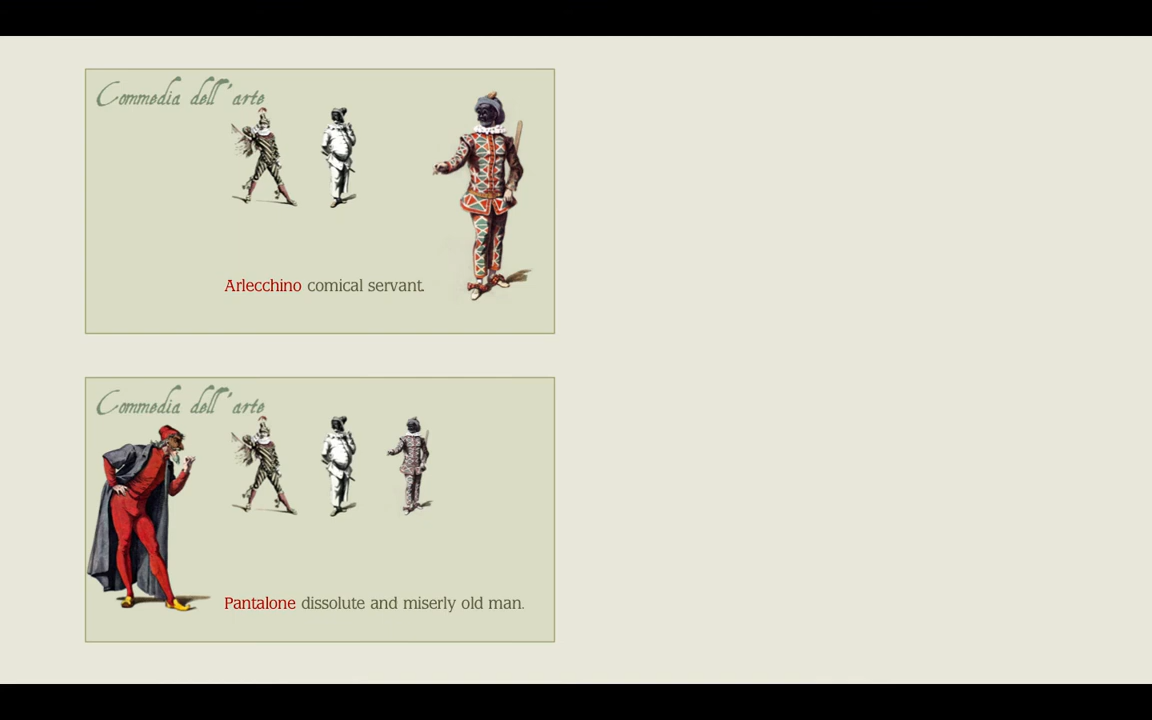 Commedia dell'arte
Arlecchino comical servant.
Commedia dell'arte
Pantalone dissolute and miserly old man.